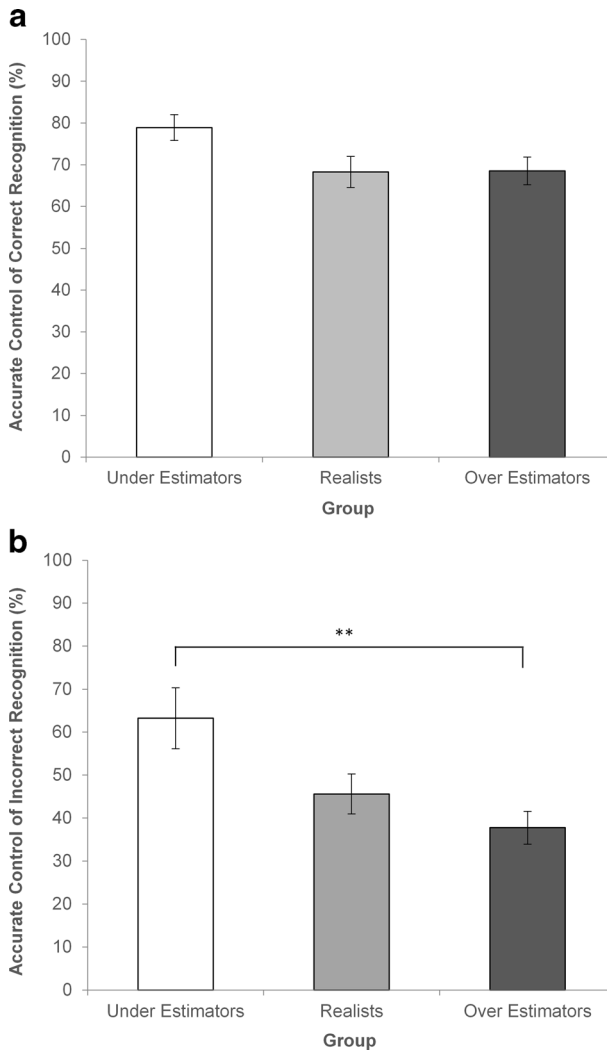 a
Accurate Control of Correct Recognition (%)
100
90
80
70
60
50
40
30
20
10
0
Under Estimators
Realists
Over Estimators
Group
b
Accurate Control of Incorrect Recognition (%)
100
90
80
70
60
50
40
30
20
10
0
**
Under Estimators
Realists
Over Estimators
Group